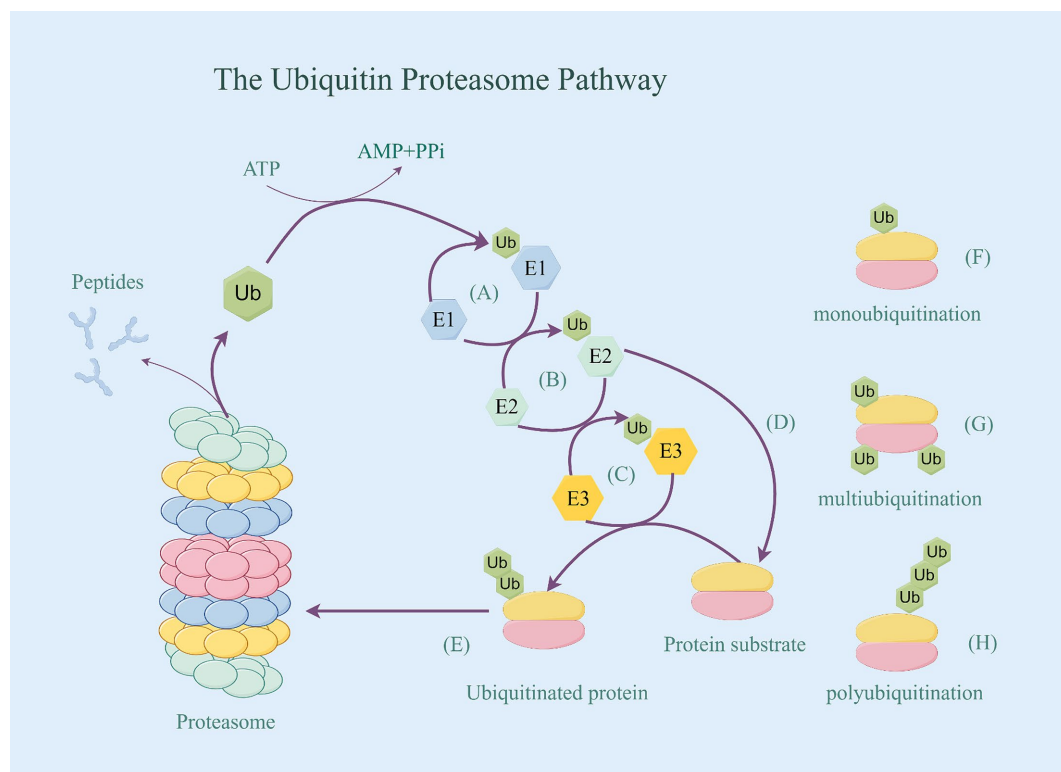 The Ubiquitin Proteasome Pathway
ATP
AMP+PPi
Ub
Peptides
Proteasome
Ub
E1
E1
(A)
Ub
E2
E2
(B)
Ub
E3
E3
(C)
(D)
Ub
Ub
(E)
Ubiquitinated protein
Protein substrate
Ub
(F)
monoubiquitination
Ub
Ub
Ub
(G)
multiubiquitination
Ub
Ub
Ub
(H)
polyubiquitination